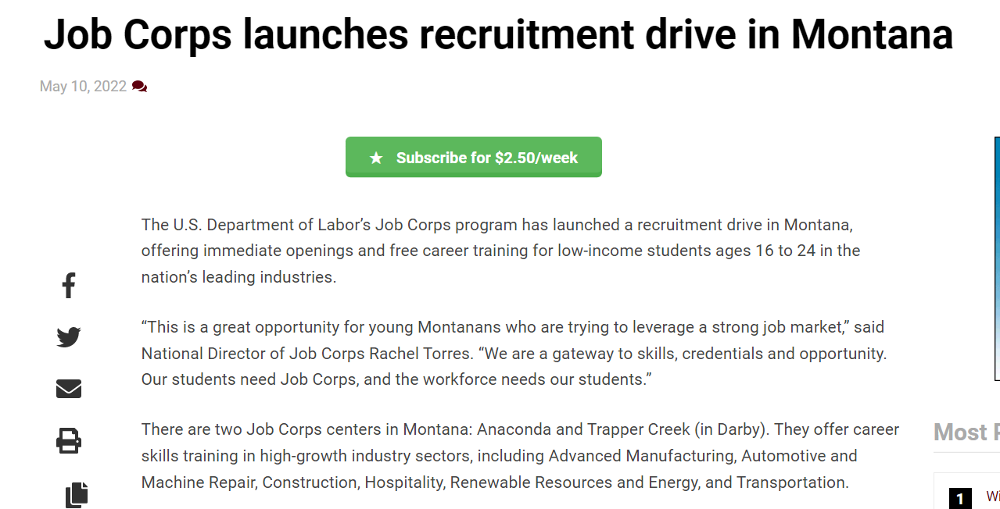 Job Corps launches recruitment drive in Montana
May 10, 2022
Subscribe for $2.50/week
The U.S. Department of Labor’s Job Corps program has launched a recruitment drive in Montana,
offering immediate openings and free career training for low-income students ages 16 to 24 in the
nation’s leading industries.
“This is a great opportunity for young Montanans who are trying to leverage a strong job market,” said
National Director of Job Corps Rachel Torres. “We are a gateway to skills, credentials and opportunity.
Our students need Job Corps, and the workforce needs our students.”
There are two Job Corps centers in Montana: Anaconda and Trapper Creek (in Darby). They offer career
skills training in high-growth industry sectors, including Advanced Manufacturing, Automotive and
Machine Repair, Construction, Hospitality, Renewable Resources and Energy, and Transportation.
Most
1